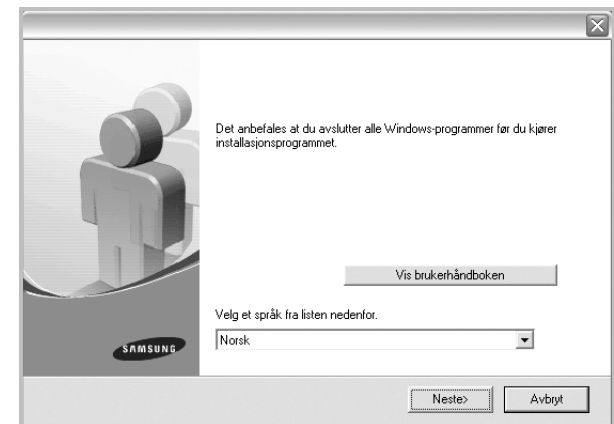 Det anbefales at du avslutter alle Windows-programmer før du kjører
installasjonsprogrammet.
Vis brukerhåndboken
Velg et språk fra listen nedenfor.
Norsk
SAMSUNG
Neste>
Avbryt